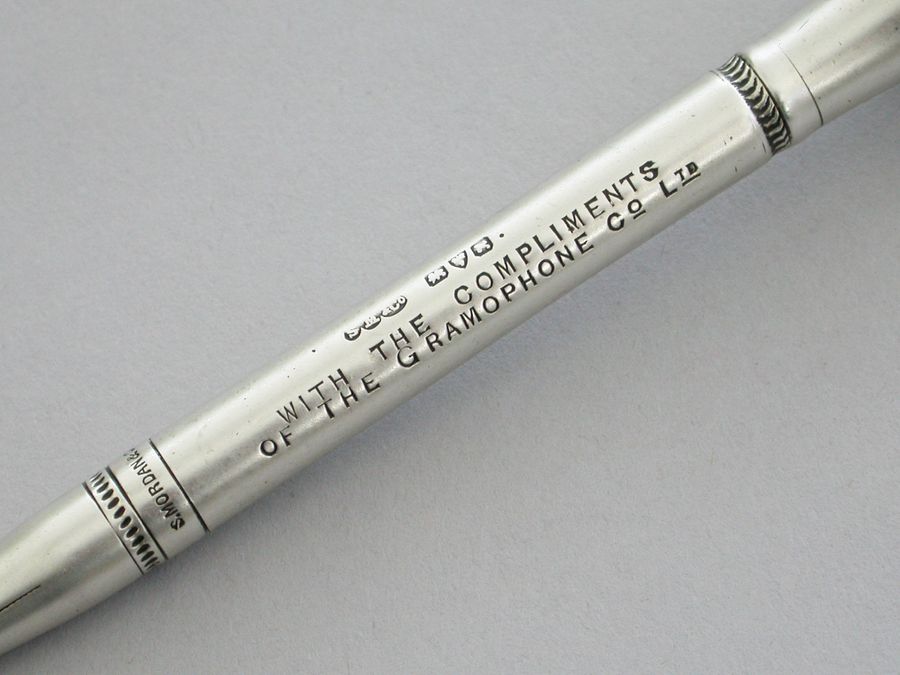 S.M&Co
WITH THE COMPLIMENTS
OF THE GRAMOPHONE Co LTD
S.MORDAN&